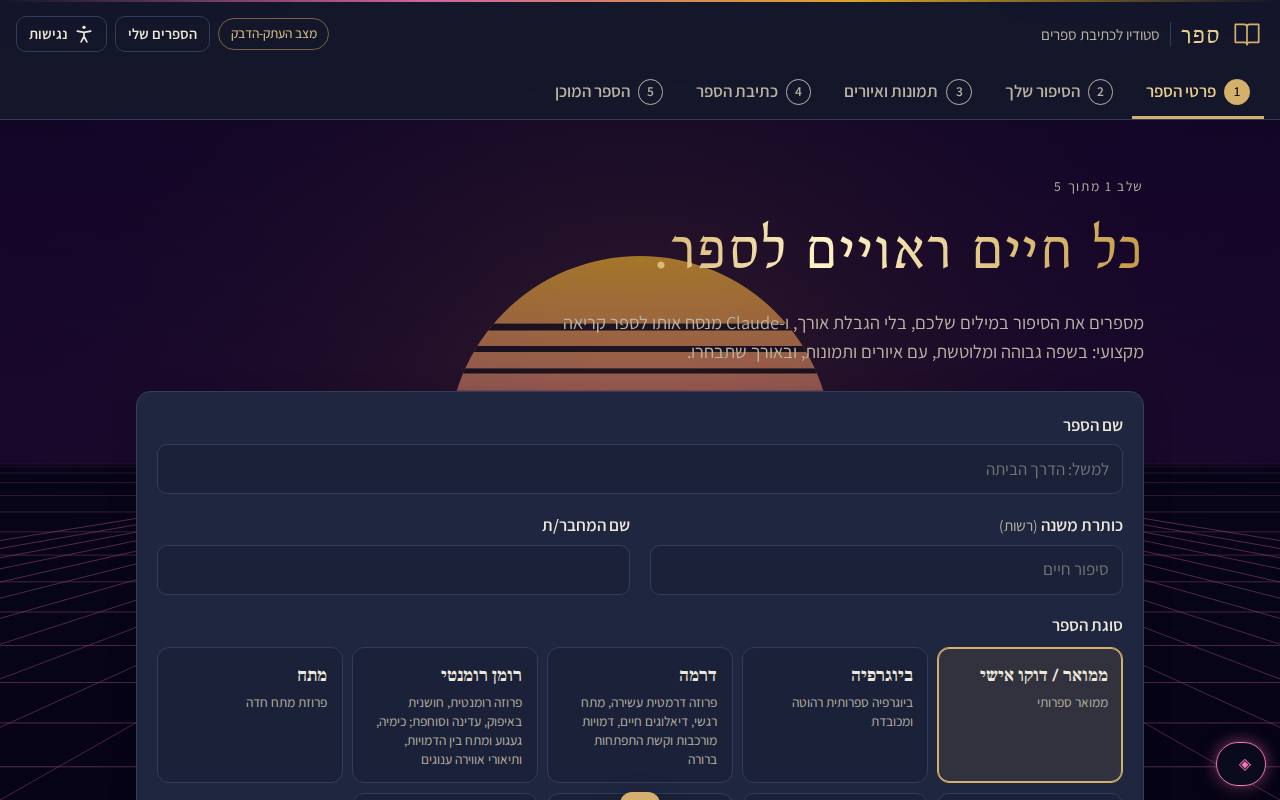 ספר
סטודיו לכתיבת ספרים
מצב העתק-הדבק
הספרים שלי
נגישות
1 פרטי הספר
2 הסיפור שלך
3 תמונות ואיורים
4 כתיבת הספר
5 הספר המוכן
שלב 1 מתוך 5
כל חיים ראויים לספר.
מספרים את הסיפור במילים שלכם, בלי הגבלת אורך, ו-Claude מנסח אותו לספר קריאה
מקצועי: בשפה גבוהה ומלוטשת, עם איורים ותמונות, ובאורך שתבחרו.
שם הספר
למשל: הדרך הביתה
כותרת משנה (רשות)
שם המחבר/ת
סיפור חיים
סוגת הספר
ממואר / דוקו אישי
ממואר ספרותי
ביוגרפיה
ביוגרפיה ספרותית רהוטה
ומכובדת
דרמה
פרוזה דרמטית עשירה, מתח
רגשי, דיאלוגים חיים, דמויות
מורכבות וקשת התפתחות
ברורה
רומן רומנטי
פרוזה רומנטית, חושנית
באיפוק, עדינה וסוחפת; כימיה,
געגוע ומתח בין הדמויות,
ותיאורי אווירה ענוגים
מתח
פרוזת מתח חדה